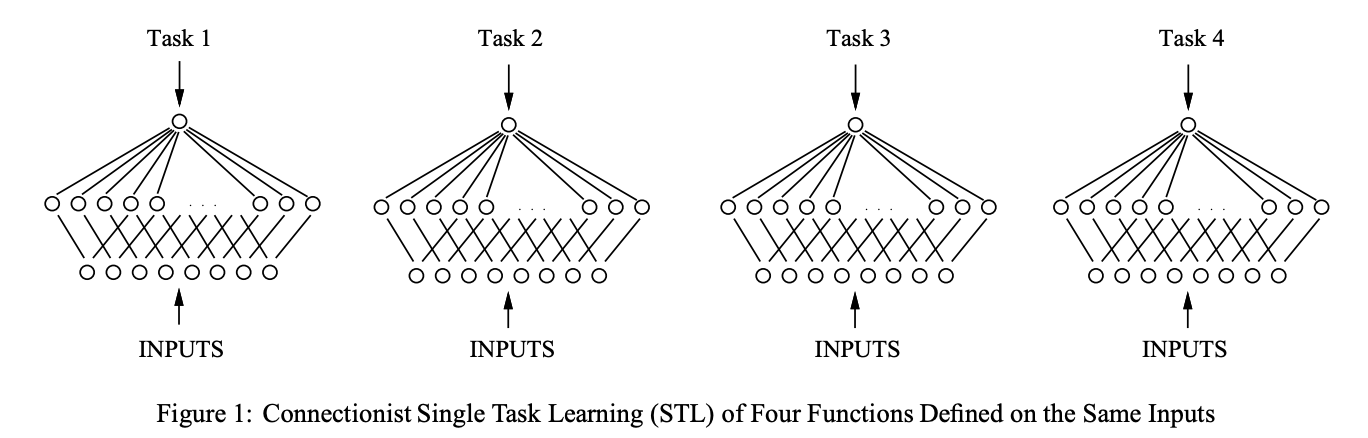 Task 1 Task 2 Task 3 Task 4
. . . . . . . . . . . .
INPUTS INPUTS INPUTS INPUTS
Figure 1: Connectionist Single Task Learning (STL) of Four Functions Defined on the Same Inputs